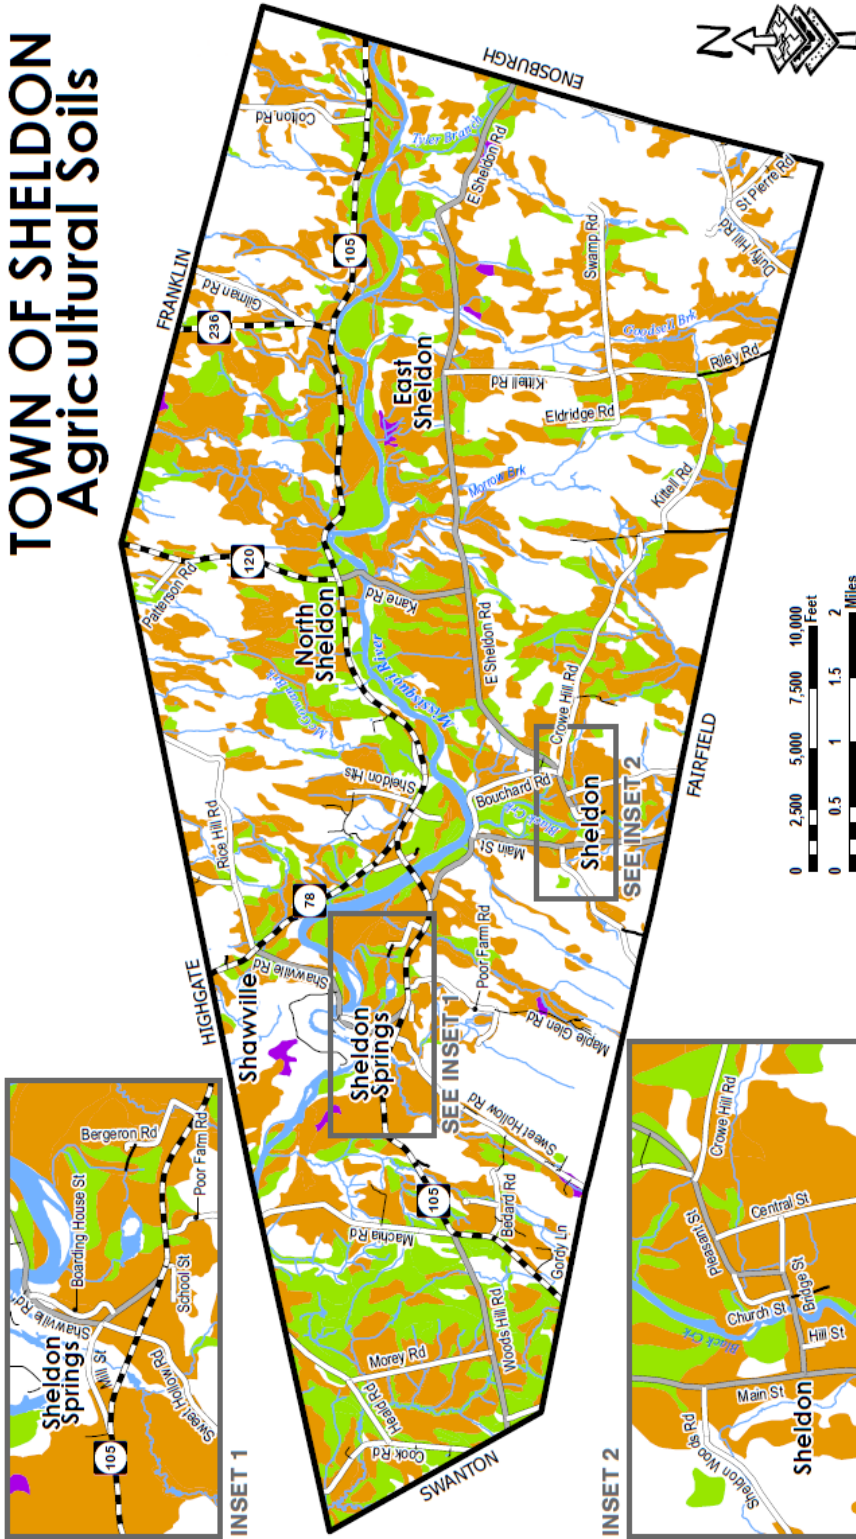 TOWN OF SHELDON
Agricultural Soils
N
FRANKLIN
ENOSBURGH
HIGHGATE
SWANTON
FAIRFIELD
Colton Rd
105
Tyler Branch
E Sheldon Rd
236
Gilman Rd
Swamp Rd
St Pierre Rd
Duffy Hill Rd
Goodsell Brk
East
Sheldon
Kittell Rd
Riley Rd
Eldridge Rd
Morrow Brk
Kittell Rd
120
Patterson Rd
North
Sheldon
Kane Rd
E Sheldon Rd
Missisquoi River
McGowan Brk
Crowe Hill Rd
Rice Hill Rd
Sheldon Hts
Bouchard Rd
Black Crk
Main St
Sheldon
SEE INSET 2
78
Shawville
Shawville Rd
Sheldon
Springs
SEE INSET 1
Poor Farm Rd
Maple Glen Rd
Sweet Hollow Rd
105
Machia Rd
Bedard Rd
Gordy Ln
Woods Hill Rd
Morey Rd
Heald Rd
Cook Rd
0 2,500 5,000 7,500 10,000
Feet
0 0.5 1 1.5 2
Miles
INSET 1
Bergeron Rd
Poor Farm Rd
Boarding House St
School St
Shawville Rd
Sheldon
Springs
Mill St
Sweet Hollow Rd
105
INSET 2
Crowe Hill Rd
Pleasant St
Central St
Church St
Bridge St
Black Crk
Hill St
Main St
Sheldon Woods Rd
Sheldon